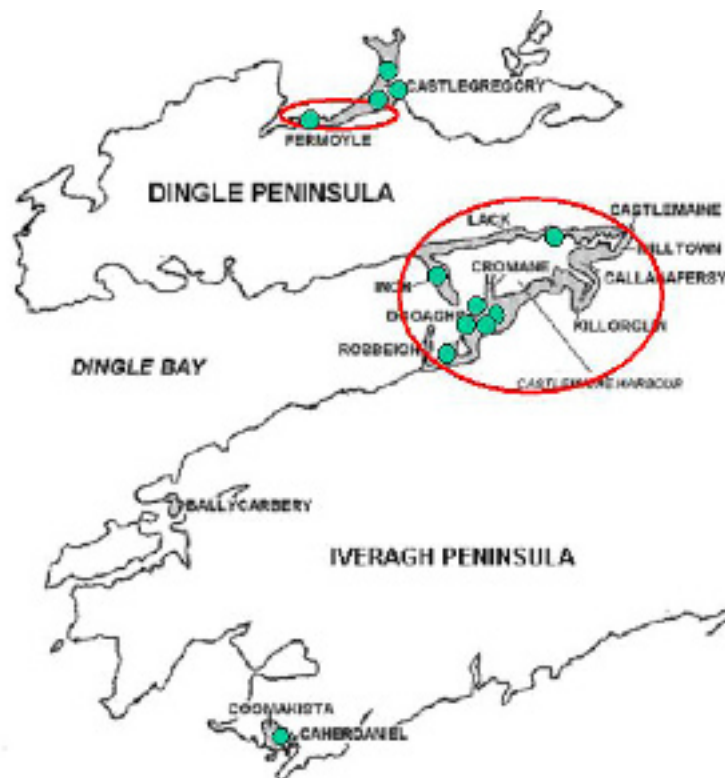 CASTLEGREGORY
FERMOYLE
DINGLE PENINSULA
CASTLEMAINE
LACK
MILLTOWN
CROMANE
CALLANAFERSY
INCH
DOOAGHS
KILLORGLIN
ROSBEIGH
DINGLE BAY
CASTLEMAINE HARBOUR
BALLYCARBERY
IVERAGH PENINSULA
COOMAKISTA
CAHERDANIEL